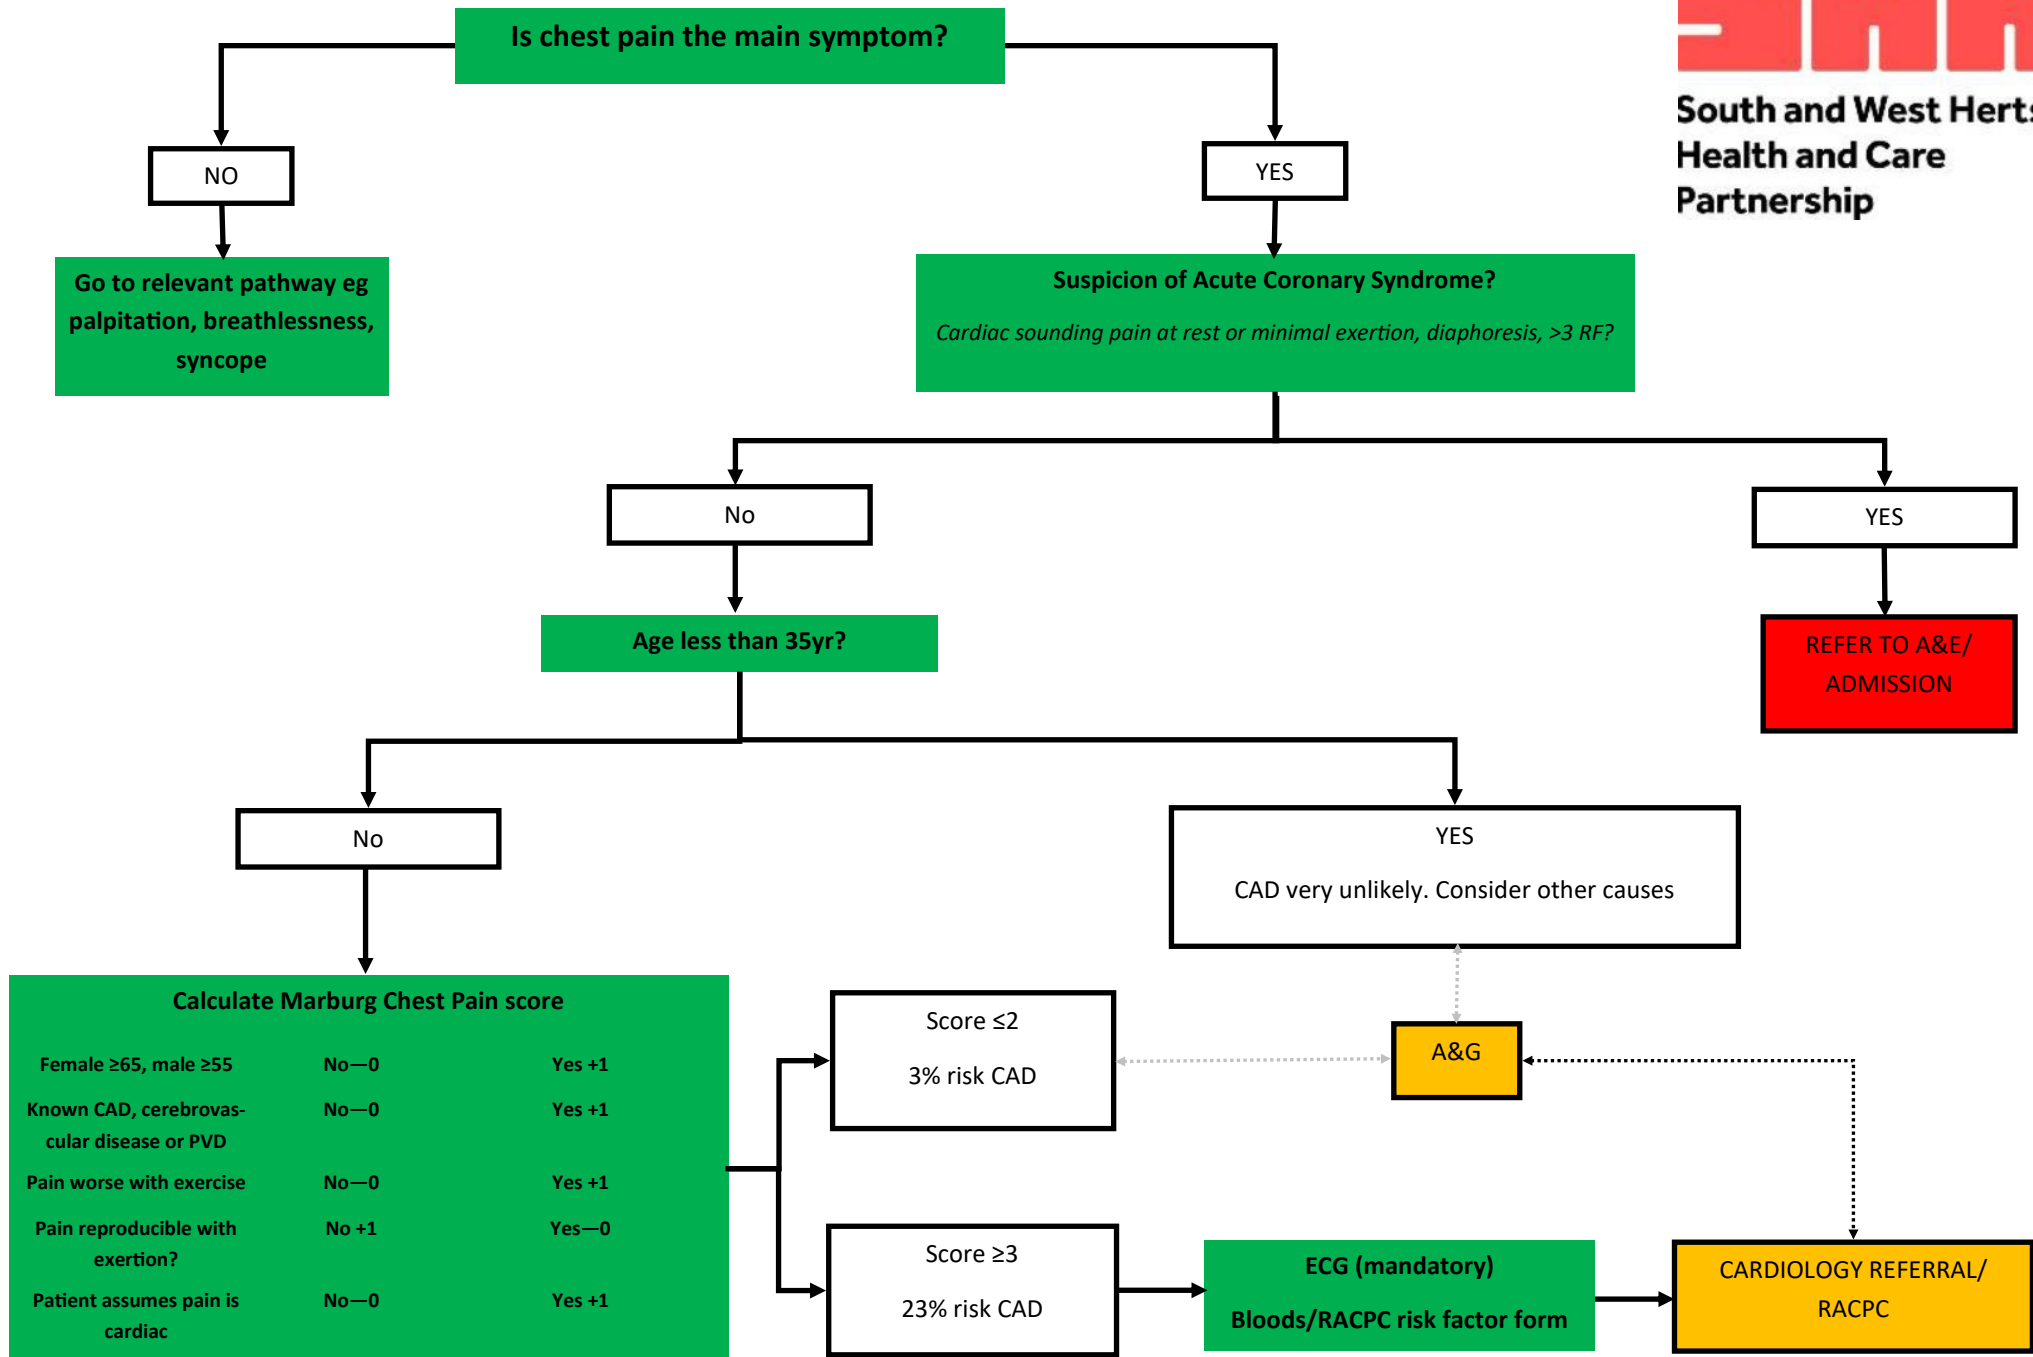 Is chest pain the main symptom?
South and West Herts
Health and Care
Partnership
NO
YES
Go to relevant pathway eg
palpitation, breathlessness,
syncope
Suspicion of Acute Coronary Syndrome?
Cardiac sounding pain at rest or minimal exertion, diaphoresis, >3 RF?
No
YES
Age less than 35yr?
REFER TO A&E/
ADMISSION
No
YES
CAD very unlikely. Consider other causes
Calculate Marburg Chest Pain score
Female ≥65, male ≥55 No—0 Yes +1
Known CAD, cerebrovas-
cular disease or PVD No—0 Yes +1
Pain worse with exercise No—0 Yes +1
Pain reproducible with
exertion? No +1 Yes—0
Patient assumes pain is
cardiac No—0 Yes +1
Score ≤2
3% risk CAD
A&G
Score ≥3
23% risk CAD
ECG (mandatory)
Bloods/RACPC risk factor form
CARDIOLOGY REFERRAL/
RACPC